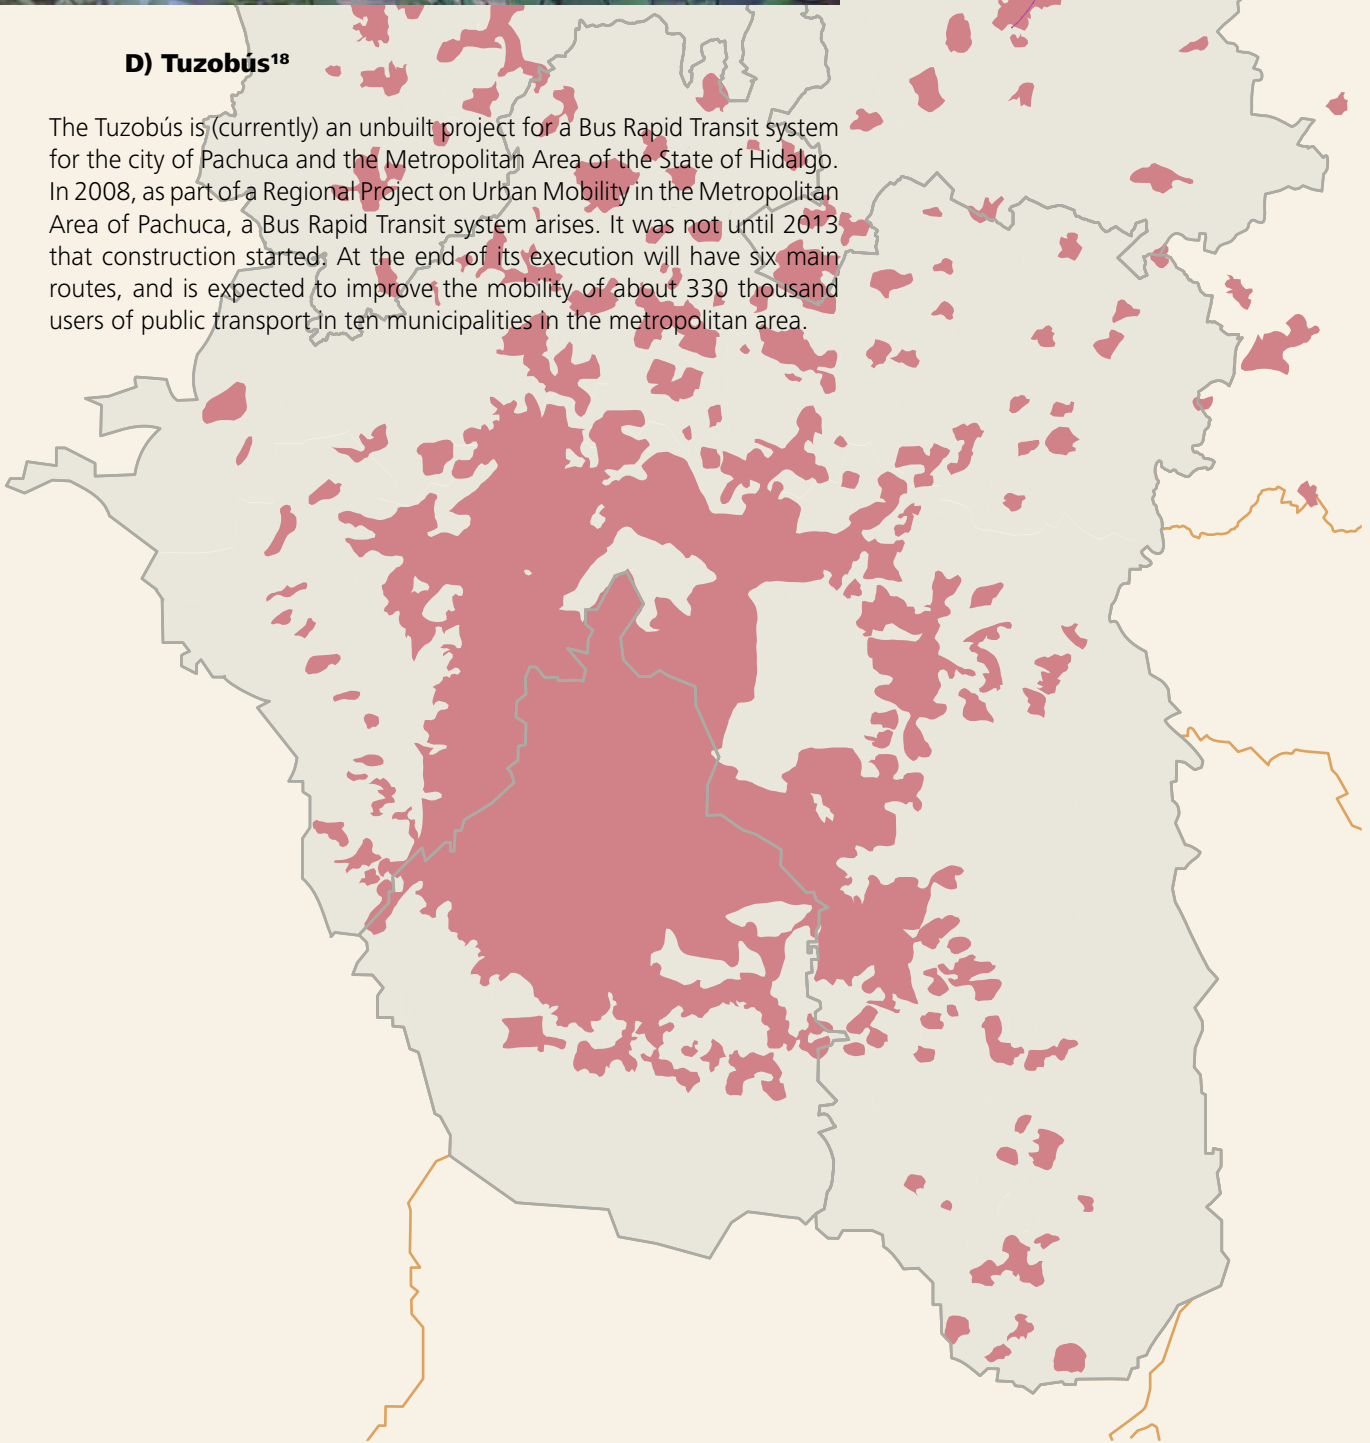 D) Tuzobús¹⁸
The Tuzobús is (currently) an unbuilt project for a Bus Rapid Transit system
for the city of Pachuca and the Metropolitan Area of the State of Hidalgo.
In 2008, as part of a Regional Project on Urban Mobility in the Metropolitan
Area of Pachuca, a Bus Rapid Transit system arises. It was not until 2013
that construction started. At the end of its execution will have six main
routes, and is expected to improve the mobility of about 330 thousand
users of public transport in ten municipalities in the metropolitan area.